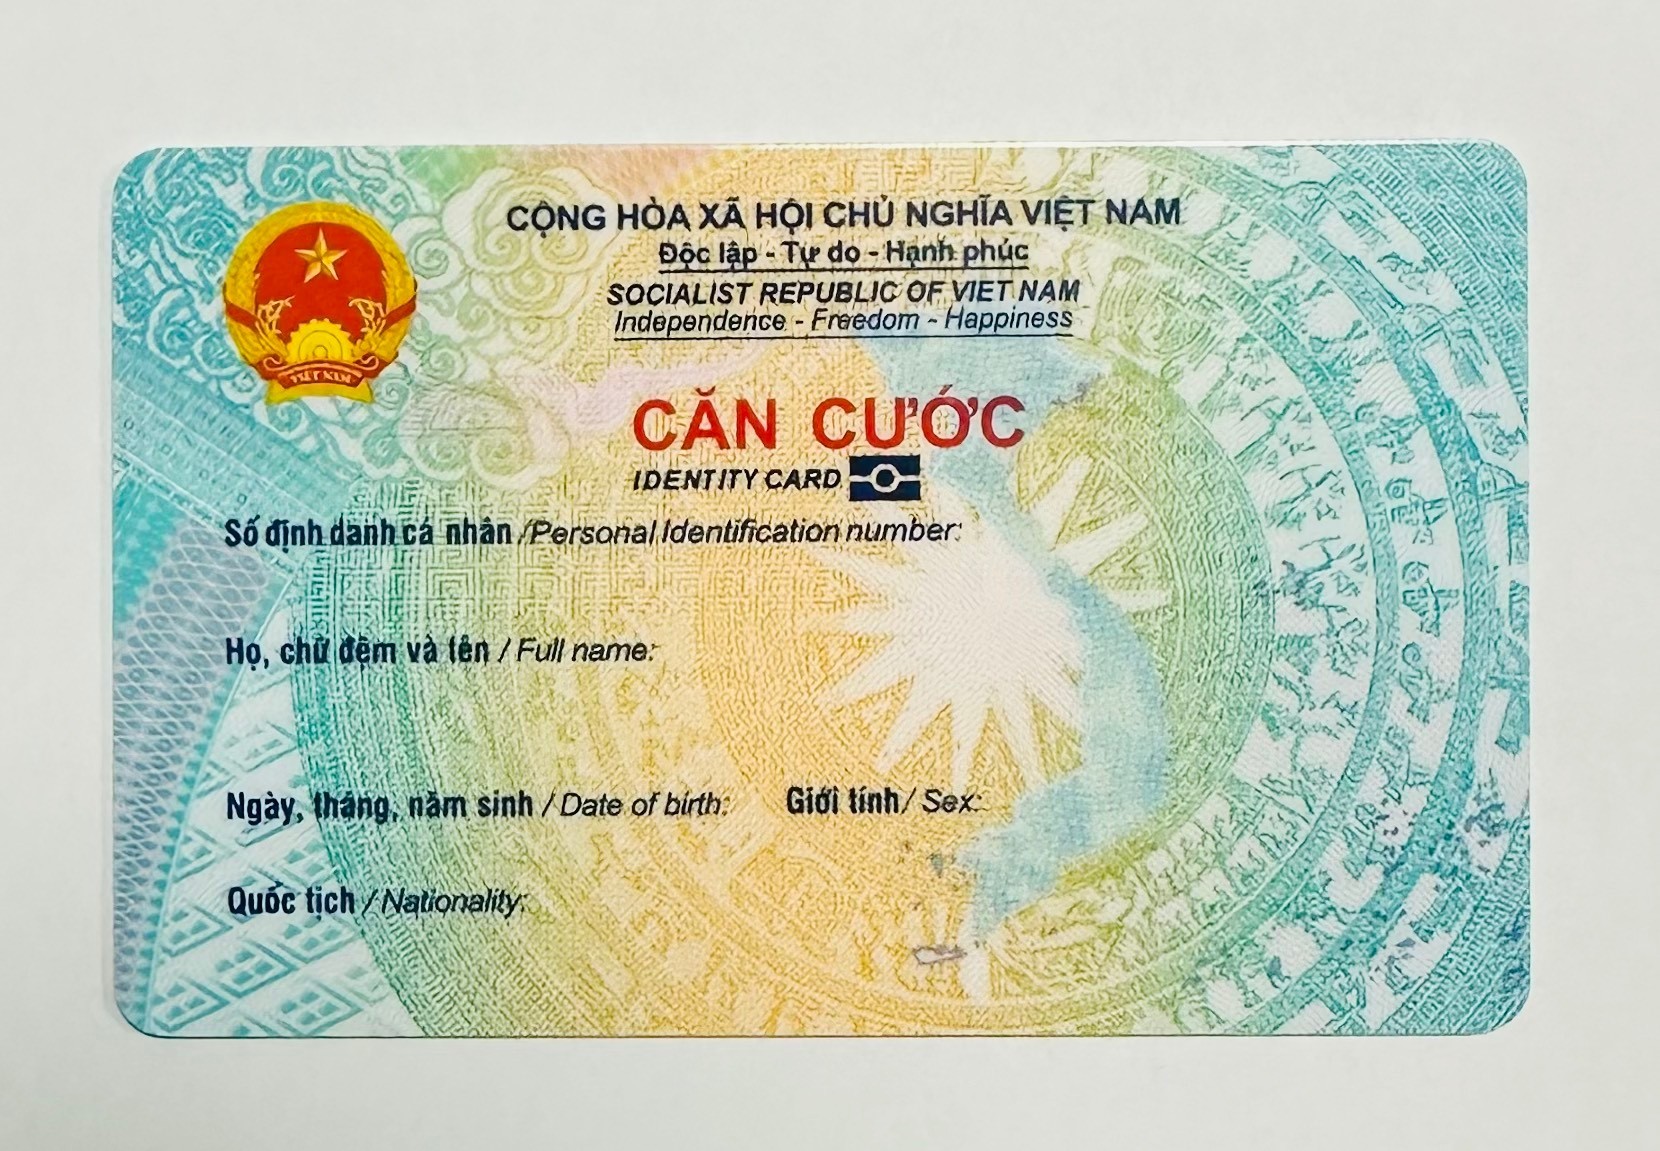 CỘNG HÒA XÃ HỘI CHỦ NGHĨA VIỆT NAM
Độc lập - Tự do - Hạnh phúc
SOCIALIST REPUBLIC OF VIET NAM
Independence - Freedom - Happiness
VIỆT NAM
CĂN CƯỚC
IDENTITY CARD
Số định danh cá nhân /Personal Identification number:
Họ, chữ đệm và tên / Full name:
Ngày, tháng, năm sinh / Date of birth: Giới tính / Sex:
Quốc tịch / Nationality: